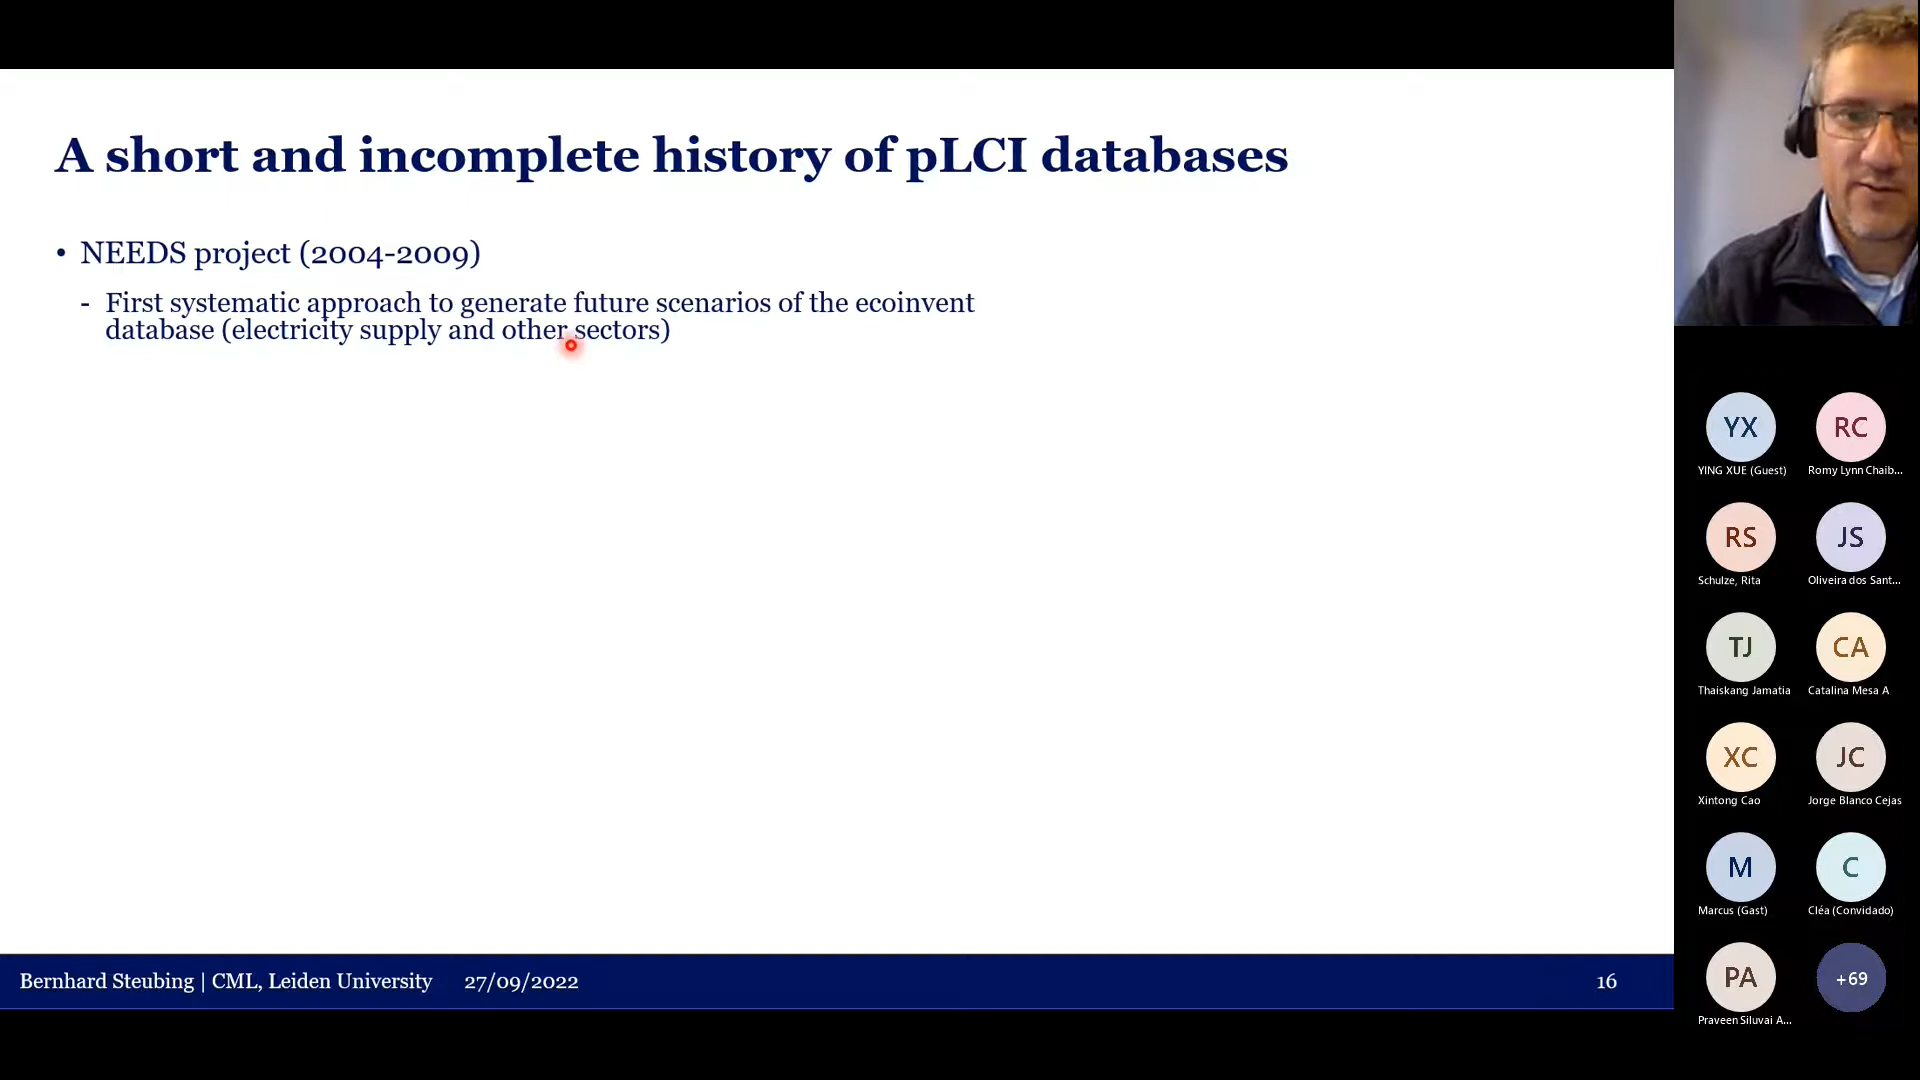 A short and incomplete history of pLCI databases
• NEEDS project (2004-2009)
- First systematic approach to generate future scenarios of the ecoinvent
database (electricity supply and other sectors)
Bernhard Steubing | CML, Leiden University 27/09/2022 16
YX RC
YING XUE (Guest) Romy Lynn Chaib...
RS JS
Schulze, Rita Oliveira dos Sant...
TJ CA
Thaiskang Jamatia Catalina Mesa A
XC JC
Xintong Cao Jorge Blanco Cejas
M C
Marcus (Gast) Cléa (Convidado)
PA +69
Praveen Siluvai A...